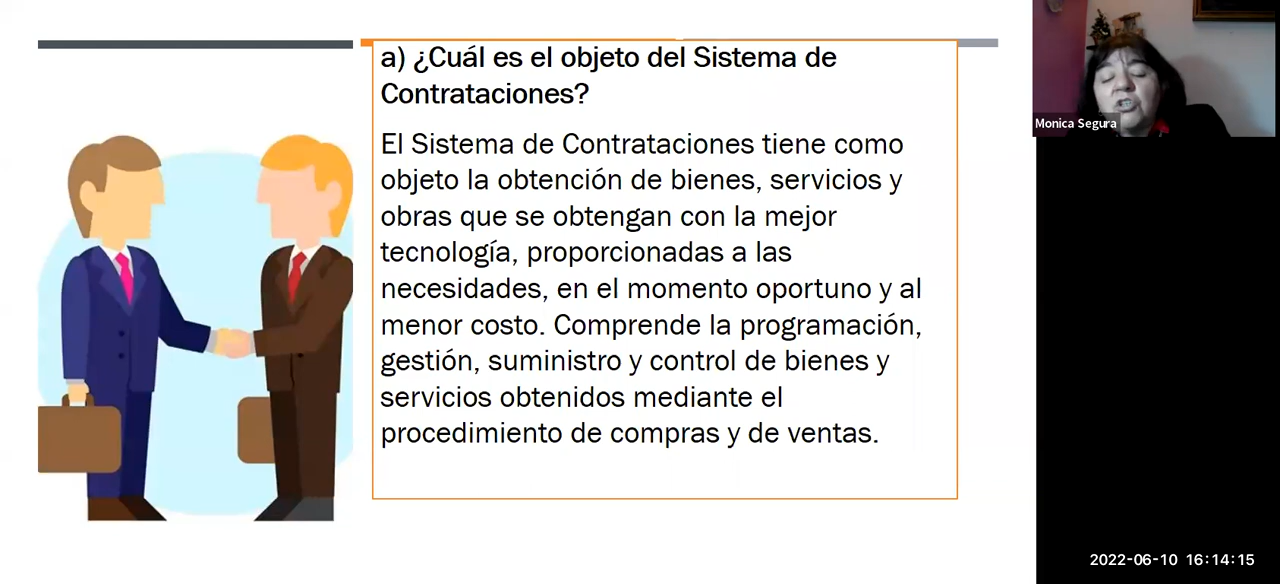 a) ¿Cuál es el objeto del Sistema de
Contrataciones?
El Sistema de Contrataciones tiene como
objeto la obtención de bienes, servicios y
obras que se obtengan con la mejor
tecnología, proporcionadas a las
necesidades, en el momento oportuno y al
menor costo. Comprende la programación,
gestión, suministro y control de bienes y
servicios obtenidos mediante el
procedimiento de compras y de ventas.
Monica Segura
2022-06-10 16:14:15